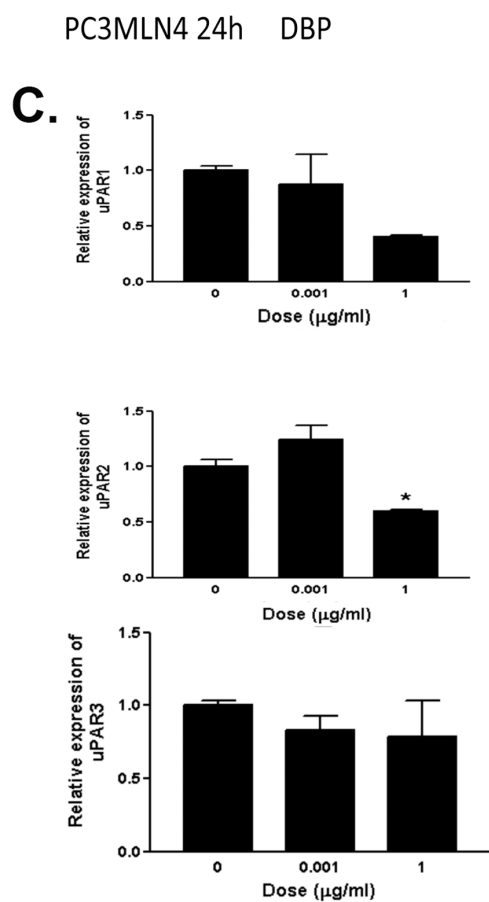 PC3MLN4 24h DBP
C.
Relative expression of
uPAR1
1.5
1.0
0.5
0.0
0 0.001 1
Dose (μg/ml)
Relative expression of
uPAR2
1.5
1.0
0.5
0.0
*
0 0.001 1
Dose (μg/ml)
Relative expression of
uPAR3
1.5
1.0
0.5
0.0
0 0.001 1
Dose (μg/ml)